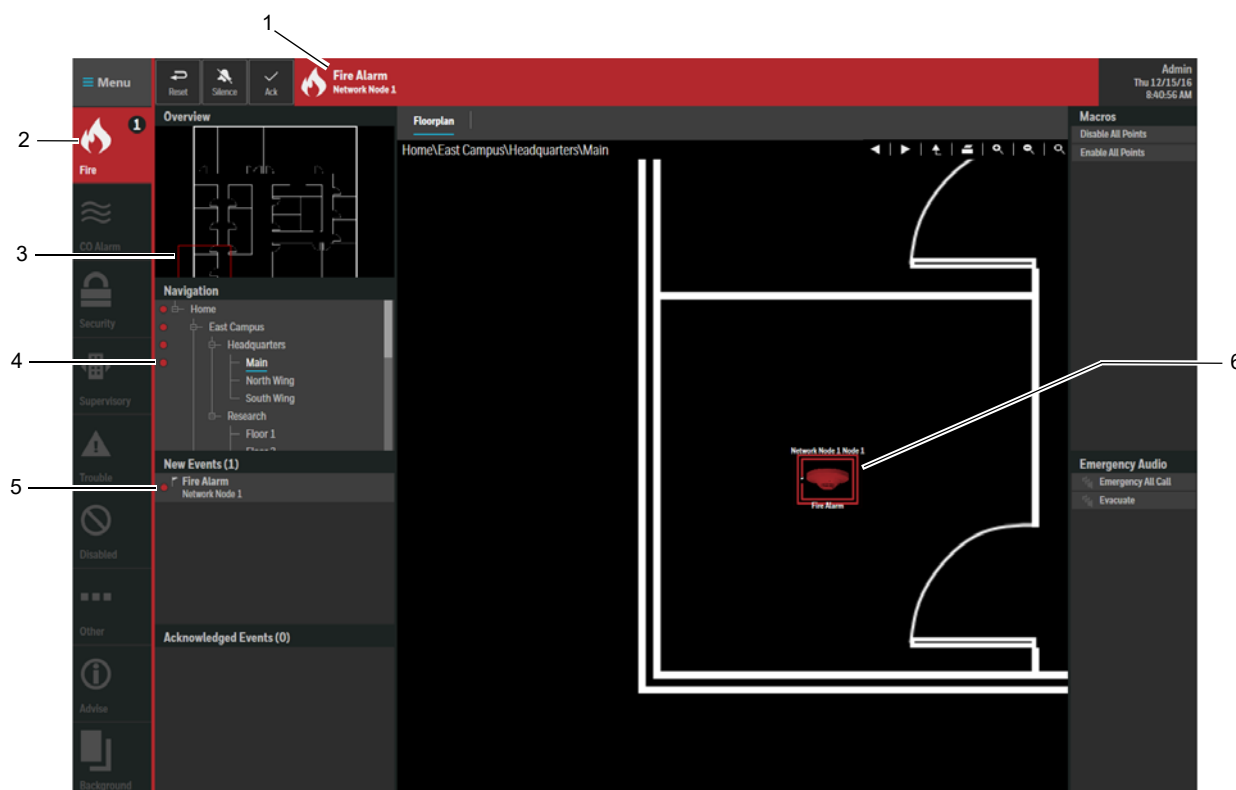 1
Menu
Reset
Silence
Ack
Fire Alarm
Network Node 1
Admin
Thu 12/15/16
8:40:56 AM
2
1
Fire
CO Alarm
Security
Supervisory
Trouble
Disabled
Other
Advise
Background
Overview
3
Navigation
Home
East Campus
Headquarters
4
Main
North Wing
South Wing
Research
Floor 1
New Events (1)
5
Fire Alarm
Network Node 1
Acknowledged Events (0)
Floorplan
Home\East Campus\Headquarters\Main
Network Node 1 Node 1
Fire Alarm
6
Macros
Disable All Points
Enable All Points
Emergency Audio
Emergency All Call
Evacuate